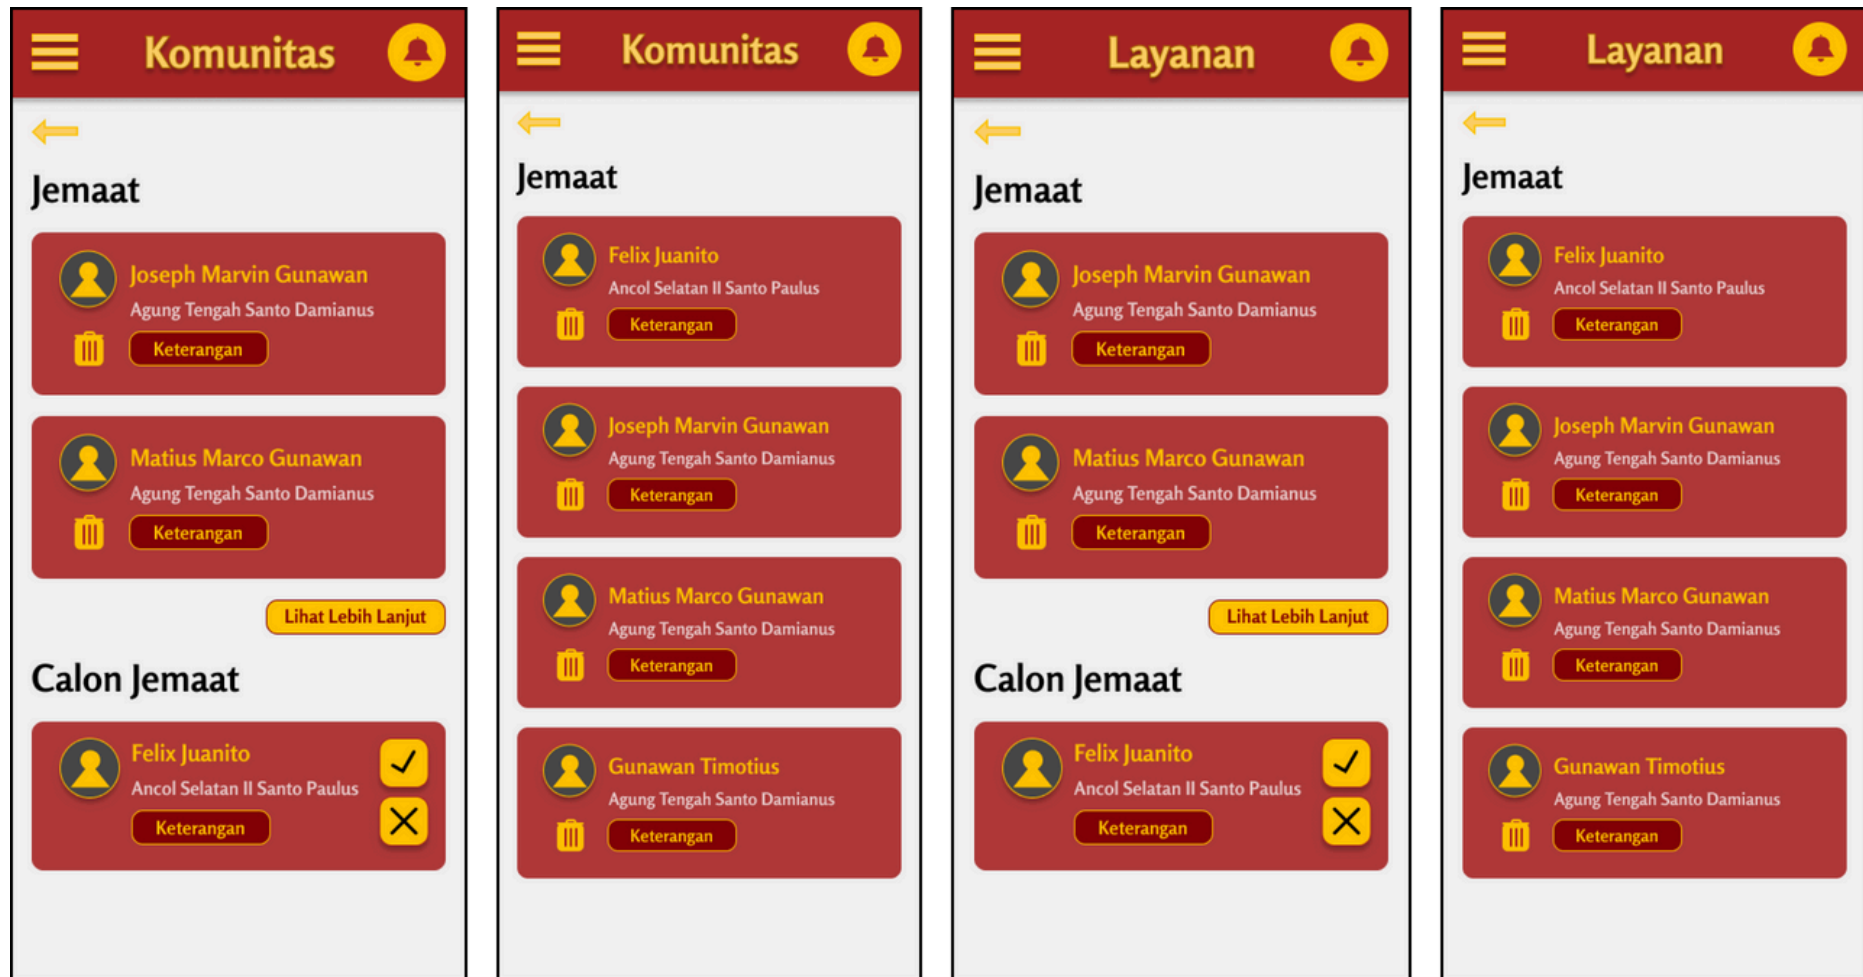 Komunitas
Jemaat
Joseph Marvin Gunawan
Agung Tengah Santo Damianus
Keterangan
Matius Marco Gunawan
Agung Tengah Santo Damianus
Keterangan
Lihat Lebih Lanjut
Calon Jemaat
Felix Juanito
Ancol Selatan II Santo Paulus
Keterangan
Komunitas
Jemaat
Felix Juanito
Ancol Selatan II Santo Paulus
Keterangan
Joseph Marvin Gunawan
Agung Tengah Santo Damianus
Keterangan
Matius Marco Gunawan
Agung Tengah Santo Damianus
Keterangan
Gunawan Timotius
Agung Tengah Santo Damianus
Keterangan
Layanan
Jemaat
Joseph Marvin Gunawan
Agung Tengah Santo Damianus
Keterangan
Matius Marco Gunawan
Agung Tengah Santo Damianus
Keterangan
Lihat Lebih Lanjut
Calon Jemaat
Felix Juanito
Ancol Selatan II Santo Paulus
Keterangan
Layanan
Jemaat
Felix Juanito
Ancol Selatan II Santo Paulus
Keterangan
Joseph Marvin Gunawan
Agung Tengah Santo Damianus
Keterangan
Matius Marco Gunawan
Agung Tengah Santo Damianus
Keterangan
Gunawan Timotius
Agung Tengah Santo Damianus
Keterangan